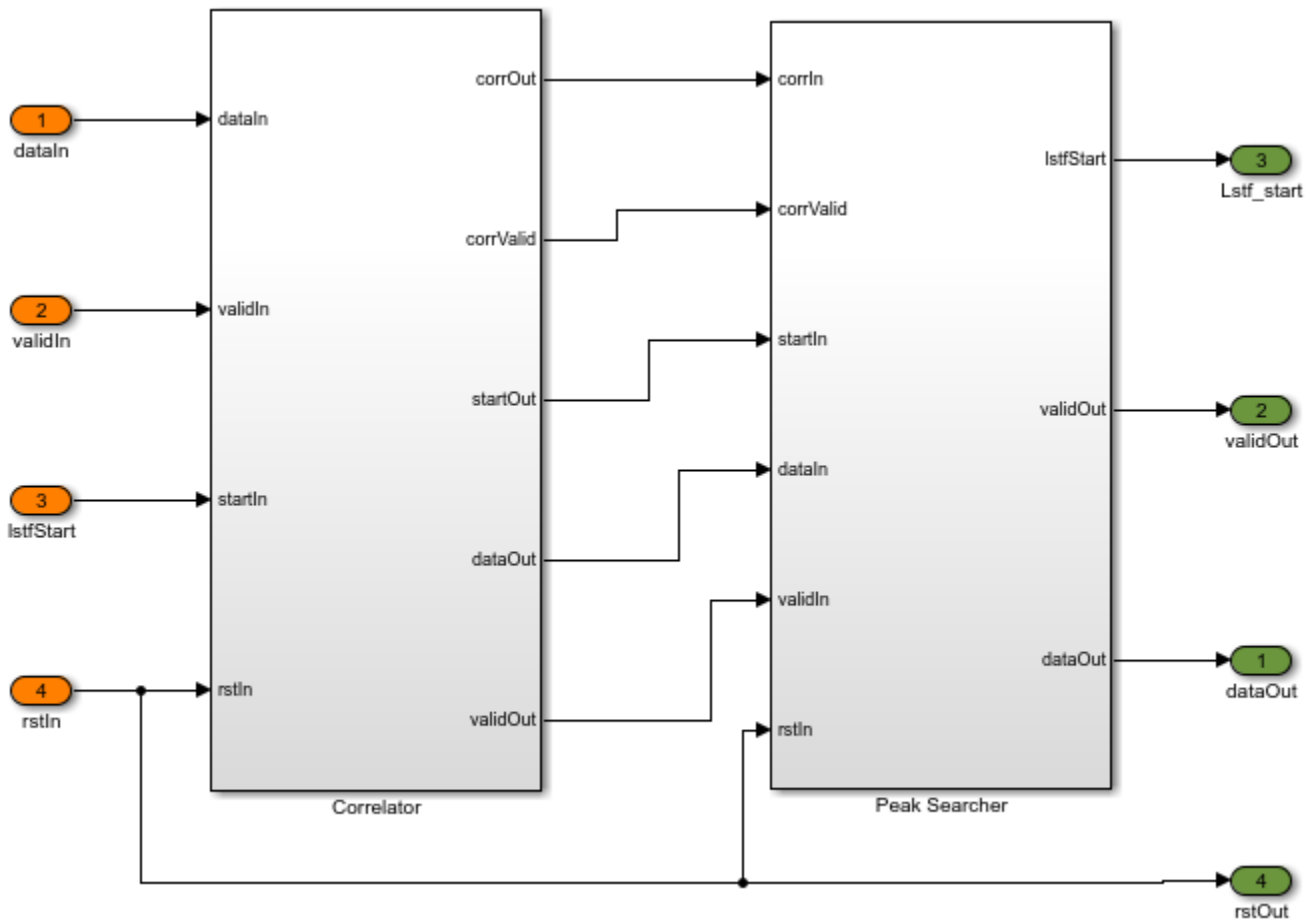 1
dataIn
2
validIn
3
lstfStart
4
rstIn
dataIn
validIn
startIn
rstIn
corrOut
corrValid
startOut
dataOut
validOut
Correlator
corrIn
corrValid
startIn
dataIn
validIn
rstIn
lstfStart
validOut
dataOut
Peak Searcher
3
Lstf_start
2
validOut
1
dataOut
4
rstOut